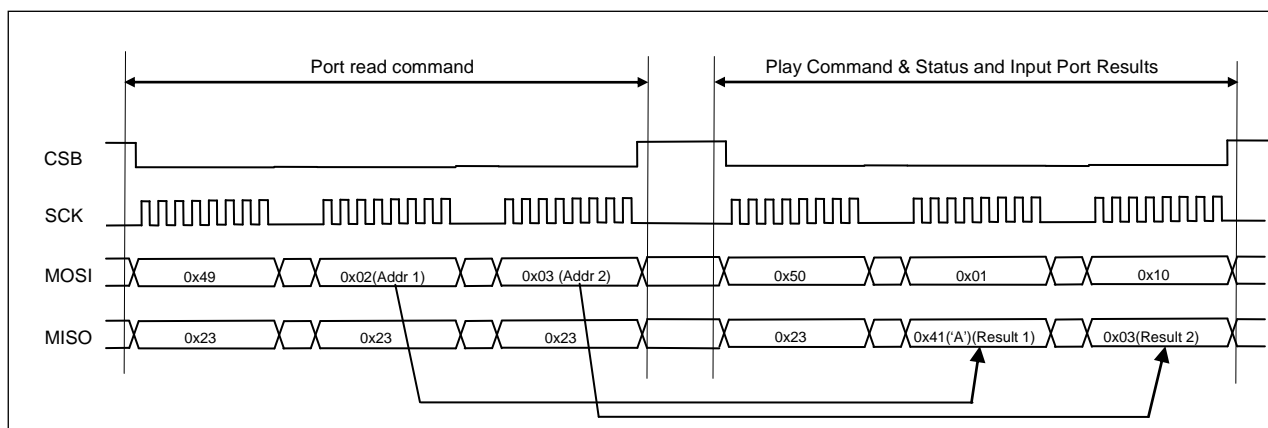 Port read command
Play Command & Status and Input Port Results
CSB
SCK
MOSI
0x49
0x02(Addr 1)
0x03 (Addr 2)
0x50
0x01
0x10
MISO
0x23
0x23
0x23
0x23
0x41('A')(Result 1)
0x03(Result 2)